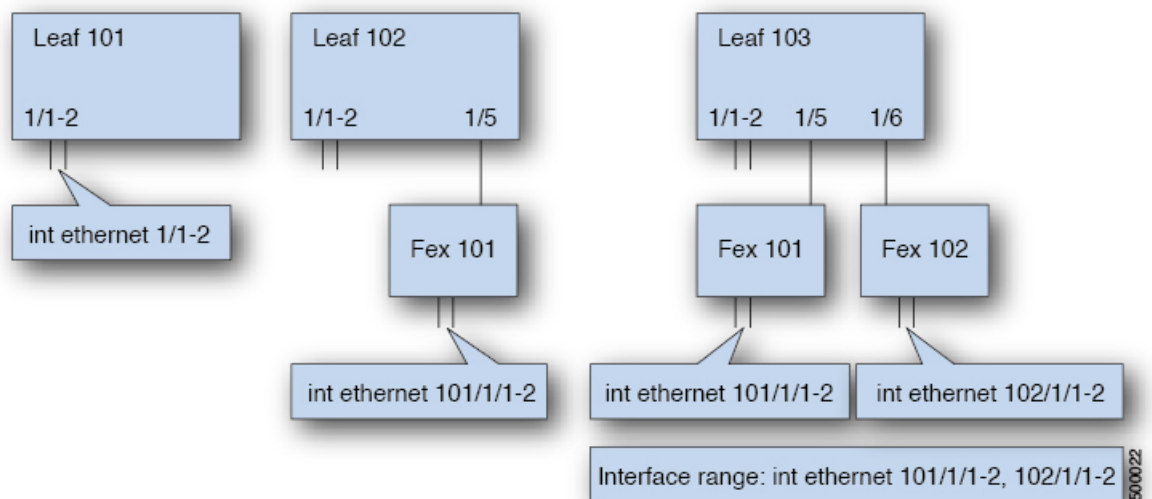 Leaf 101
Leaf 102
Leaf 103
1/1-2
1/1-2
1/5
1/1-2
1/5
1/6
int ethernet 1/1-2
Fex 101
Fex 101
Fex 102
int ethernet 101/1/1-2
int ethernet 101/1/1-2
int ethernet 102/1/1-2
Interface range: int ethernet 101/1/1-2, 102/1/1-2
500022